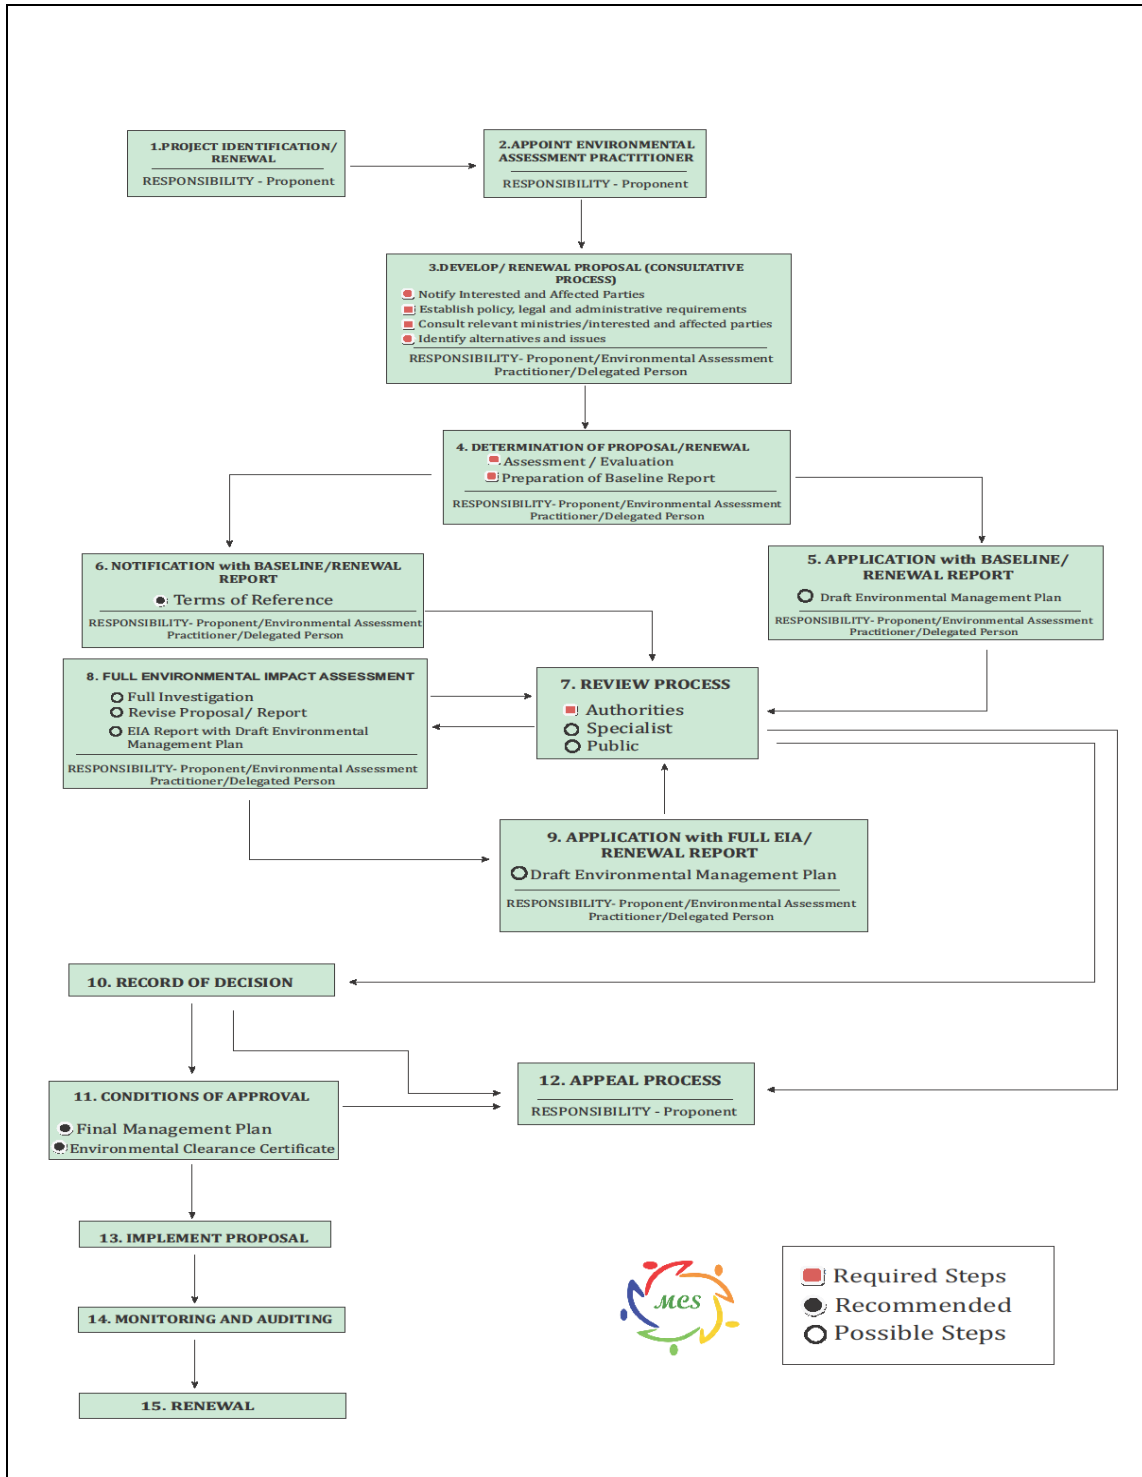 1.PROJECT IDENTIFICATION/
RENEWAL
RESPONSIBILITY - Proponent
2.APPOINT ENVIRONMENTAL
ASSESSMENT PRACTITIONER
RESPONSIBILITY - Proponent
3.DEVELOP/ RENEWAL PROPOSAL (CONSULTATIVE
PROCESS)
Notify Interested and Affected Parties
Establish policy, legal and administrative requirements
Consult relevant ministries/interested and affected parties
Identify alternatives and issues
RESPONSIBILITY- Proponent/Environmental Assessment
Practitioner/Delegated Person
4. DETERMINATION OF PROPOSAL/RENEWAL
Assessment / Evaluation
Preparation of Baseline Report
RESPONSIBILITY- Proponent/Environmental Assessment
Practitioner/Delegated Person
6. NOTIFICATION with BASELINE/RENEWAL
REPORT
Terms of Reference
RESPONSIBILITY- Proponent/Environmental Assessment
Practitioner/Delegated Person
5. APPLICATION with BASELINE/
RENEWAL REPORT
Draft Environmental Management Plan
RESPONSIBILITY- Proponent/Environmental Assessment
Practitioner/Delegated Person
8. FULL ENVIRONMENTAL IMPACT ASSESSMENT
Full Investigation
Revise Proposal/ Report
EIA Report with Draft Environmental
Management Plan
RESPONSIBILITY- Proponent/Environmental Assessment
Practitioner/Delegated Person
7. REVIEW PROCESS
Authorities
Specialist
Public
9. APPLICATION with FULL EIA/
RENEWAL REPORT
Draft Environmental Management Plan
RESPONSIBILITY- Proponent/Environmental Assessment
Practitioner/Delegated Person
10. RECORD OF DECISION
11. CONDITIONS OF APPROVAL
Final Management Plan
Environmental Clearance Certificate
12. APPEAL PROCESS
RESPONSIBILITY - Proponent
13. IMPLEMENT PROPOSAL
14. MONITORING AND AUDITING
15. RENEWAL
MCS
Required Steps
Recommended
Possible Steps